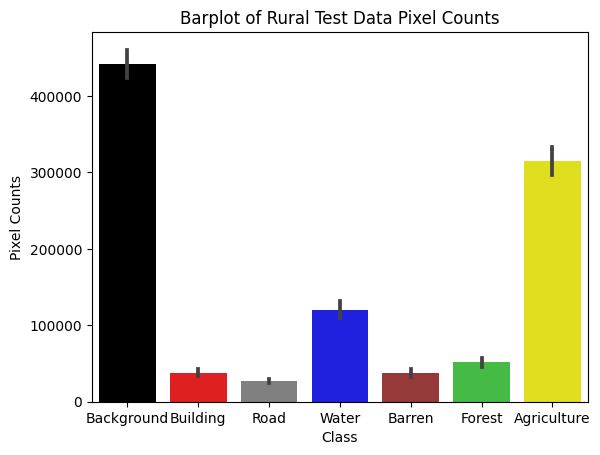 Barplot of Rural Test Data Pixel Counts
Pixel Counts
400000
300000
200000
100000
0
Background Building Road Water Barren Forest Agriculture
Class